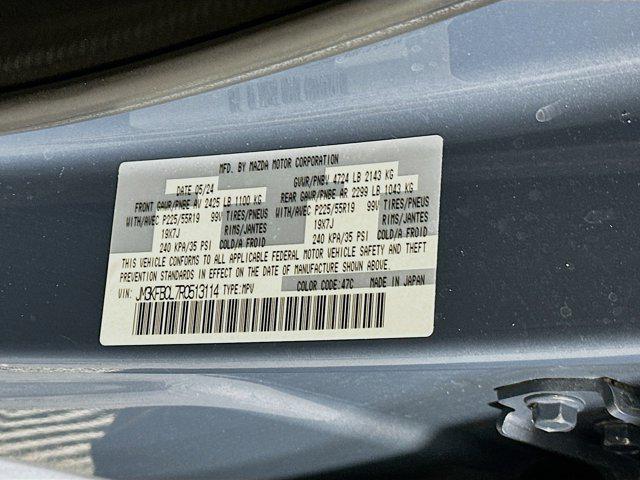 MFD. BY MAZDA MOTOR CORPORATION
DATE 05/24
GVWR/PNBV 4724 LB 2143 KG
FRONT GAWR/PNBE AV 2425 LB 1100 KG
REAR GAWR/PNBE AR 2299 LB 1043 KG
WITH/AVEC P225/55R19 99V TIRES/PNEUS
WITH/AVEC P225/55R19 99V TIRES/PNEUS
19X7J RIMS/JANTES
19X7J RIMS/JANTES
240 KPA/35 PSI COLD/A FROID
240 KPA/35 PSI COLD/A FROID
THIS VEHICLE CONFORMS TO ALL APPLICABLE FEDERAL MOTOR VEHICLE SAFETY AND THEFT
PREVENTION STANDARDS IN EFFECT ON THE DATE OF MANUFACTURE SHOWN ABOVE.
COLOR CODE:47C MADE IN JAPAN
VIN: JM3KFBCL7R0513114 TYPE:MPV